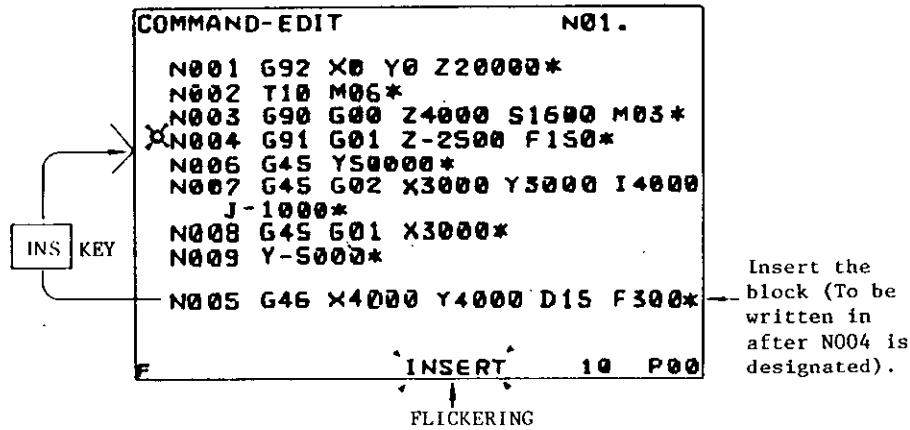 COMMAND-EDIT N01.
N001 G92 X0 Y0 Z20000*
N002 T10 M06*
N003 G90 G00 Z4000 S1600 M03*
N004 G91 G01 Z-2500 F150*
N006 G45 Y50000*
N007 G45 G02 X3000 Y3000 I4000
J-1000*
N008 G45 G01 X3000*
N009 Y-5000*
INS KEY
N005 G46 X4000 Y4000 D15 F300*
Insert the
block (To be
written in
after N004 is
designated).
F INSERT 10 P00
FLICKERING